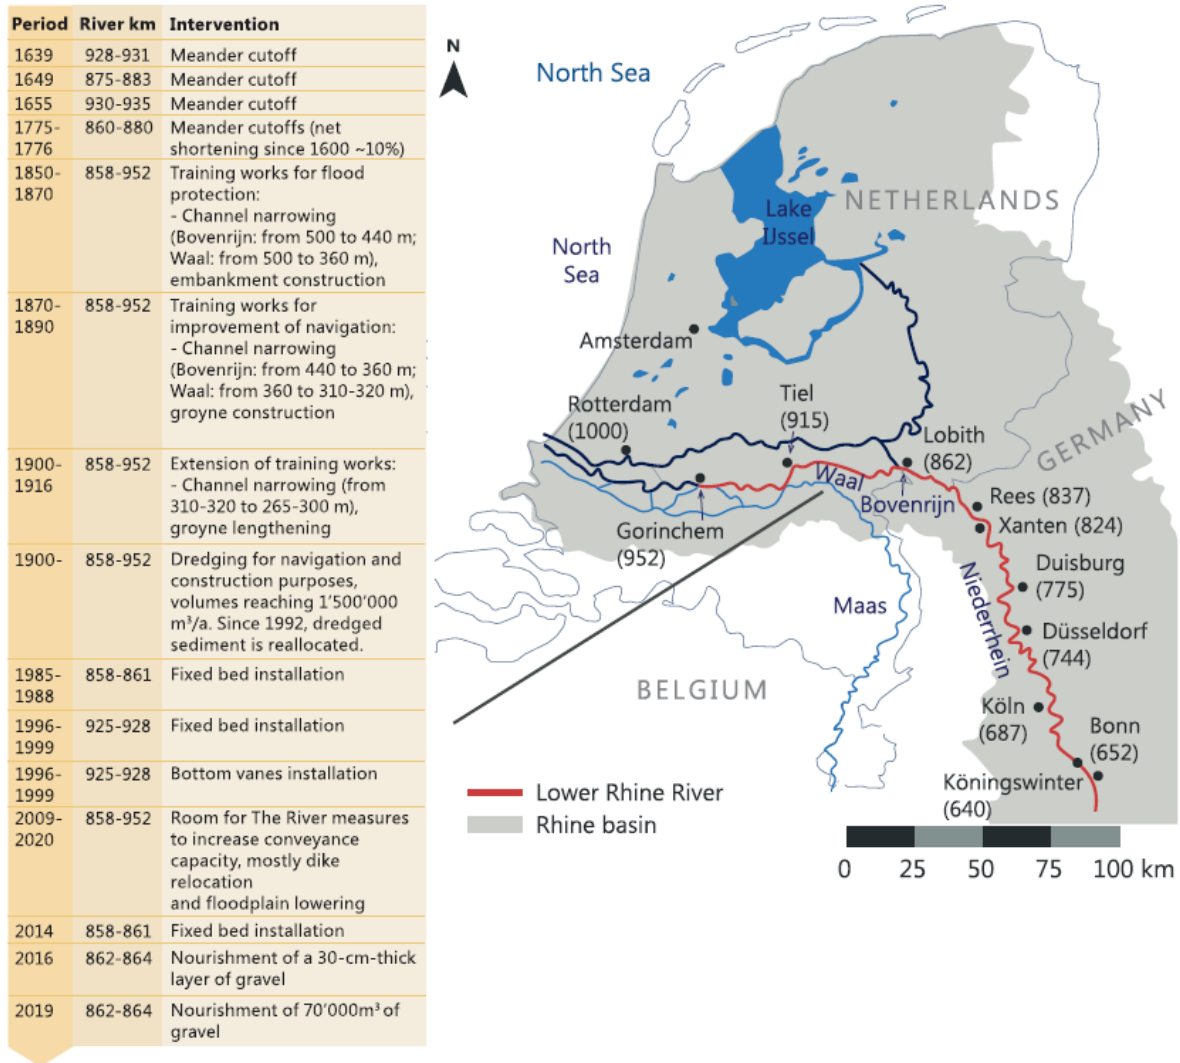 Period River km Intervention
1639 928-931 Meander cutoff
1649 875-883 Meander cutoff
1655 930-935 Meander cutoff
1775- 860-880 Meander cutoffs (net
1776 shortening since 1600 ~10%)
1850- 858-952 Training works for flood
1870 protection:
- Channel narrowing
(Bovenrijn: from 500 to 440 m;
Waal: from 500 to 360 m),
embankment construction
1870- 858-952 Training works for
1890 improvement of navigation:
- Channel narrowing
(Bovenrijn: from 440 to 360 m;
Waal: from 360 to 310-320 m),
groyne construction
1900- 858-952 Extension of training works:
1916 - Channel narrowing (from
310-320 to 265-300 m),
groyne lengthening
1900- 858-952 Dredging for navigation and
construction purposes,
volumes reaching 1'500'000
m³/a. Since 1992, dredged
sediment is reallocated.
1985- 858-861 Fixed bed installation
1988
1996- 925-928 Fixed bed installation
1999
1996- 925-928 Bottom vanes installation
1999
2009- 858-952 Room for The River measures
2020 to increase conveyance
capacity, mostly dike
relocation
and floodplain lowering
2014 858-861 Fixed bed installation
2016 862-864 Nourishment of a 30-cm-thick
layer of gravel
2019 862-864 Nourishment of 70'000m³ of
gravel
N
North Sea
NETHERLANDS
Lake
IJssel
North
Sea
Amsterdam
Tiel
(915)
Rotterdam
(1000)
Lobith
(862)
GERMANY
Waal
Bovenrijn
Rees (837)
Xanten (824)
Gorinchem
(952)
Duisburg
(775)
Niederrhein
Maas
Düsseldorf
(744)
BELGIUM
Köln
(687)
Bonn
(652)
Köningswinter
(640)
Lower Rhine River
Rhine basin
0 25 50 75 100 km